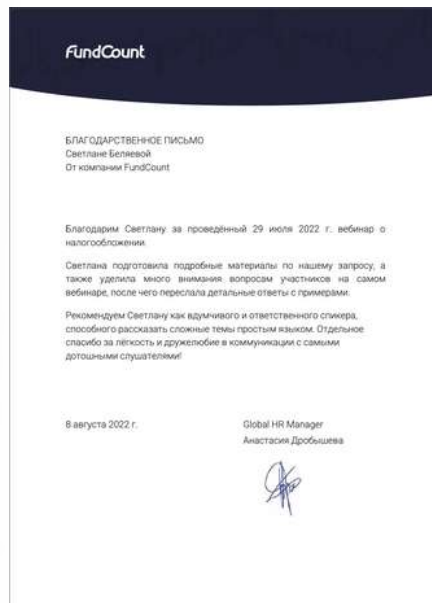 FundCount
БЛАГОДАРСТВЕННОЕ ПИСЬМО
Светлане Беляевой
От компании FundCount
Благодарим Светлану за проведённый 29 июля 2022 г. вебинар о
налогообложении.
Светлана подготовила подробные материалы по нашему запросу, а
также уделила много внимания вопросам участников на самом
вебинаре, после чего переслала детальные ответы с примерами.
Рекомендуем Светлану как вдумчивого и ответственного спикера,
способного рассказать сложные темы простым языком. Отдельное
спасибо за лёгкость и дружелюбие в коммуникации с самыми
дотошными слушателями!
8 августа 2022 г.
Global HR Manager
Анастасия Дробышева